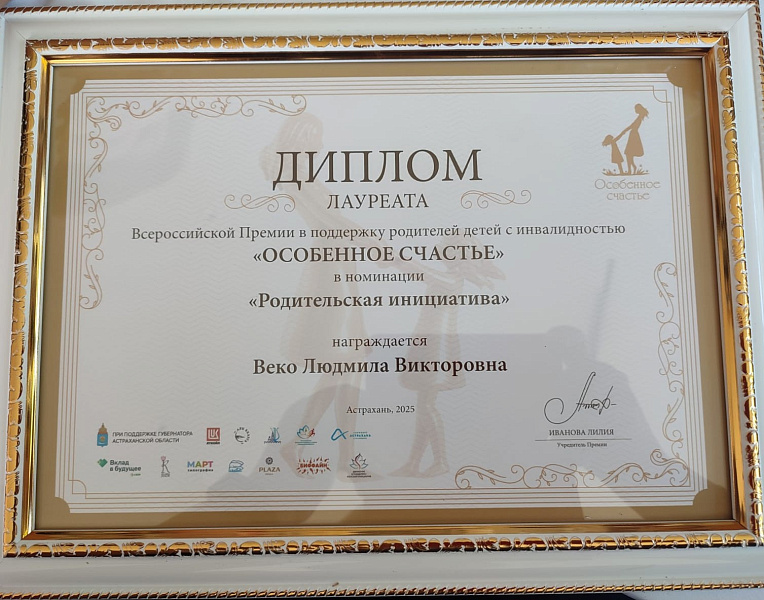 Особенное
счастье
ДИПЛОМ
ЛАУРЕАТА
Всероссийской Премии в поддержку родителей детей с инвалидностью
«ОСОБЕННОЕ СЧАСТЬЕ»
в номинации
«Родительская инициатива»
награждается
Веко Людмила Викторовна
Астрахань, 2025
ИВАНОВА ЛИЛИЯ
Учредитель Премии
ПРИ ПОДДЕРЖКЕ ГУБЕРНАТОРА
АСТРАХАНСКОЙ ОБЛАСТИ
Вклад
в будущее
МАРТ
типография
PLAZA